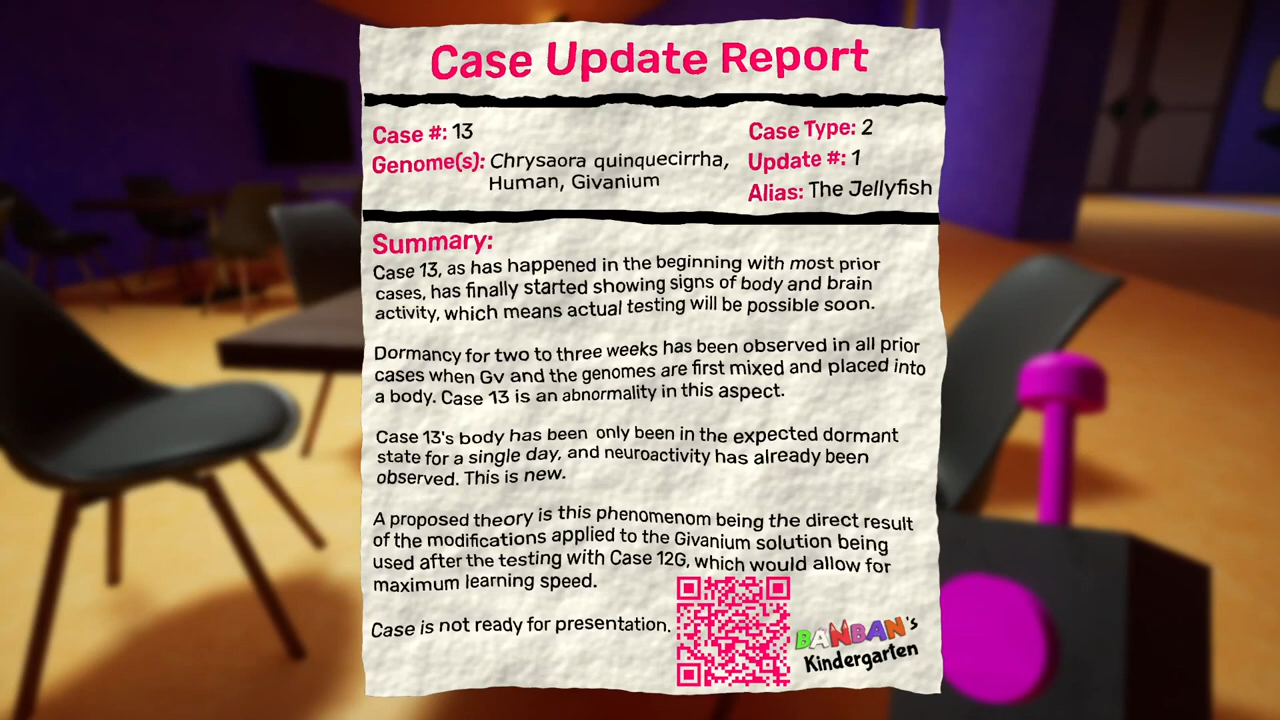 Case Update Report
Case #: 13
Genome(s): Chrysaora quinquecirrha,
Human, Givanium
Case Type: 2
Update #: 1
Alias: The Jellyfish
Summary:
Case 13, as has happened in the beginning with most prior
cases, has finally started showing signs of body and brain
activity, which means actual testing will be possible soon.
Dormancy for two to three weeks has been observed in all prior
cases when Gv and the genomes are first mixed and placed into
a body. Case 13 is an abnormality in this aspect.
Case 13's body has been only been in the expected dormant
state for a single day, and neuroactivity has already been
observed. This is new.
A proposed theory is this phenomenom being the direct result
of the modifications applied to the Givanium solution being
used after the testing with Case 12G, which would allow for
maximum learning speed.
Case is not ready for presentation.
BANBAN's
Kindergarten